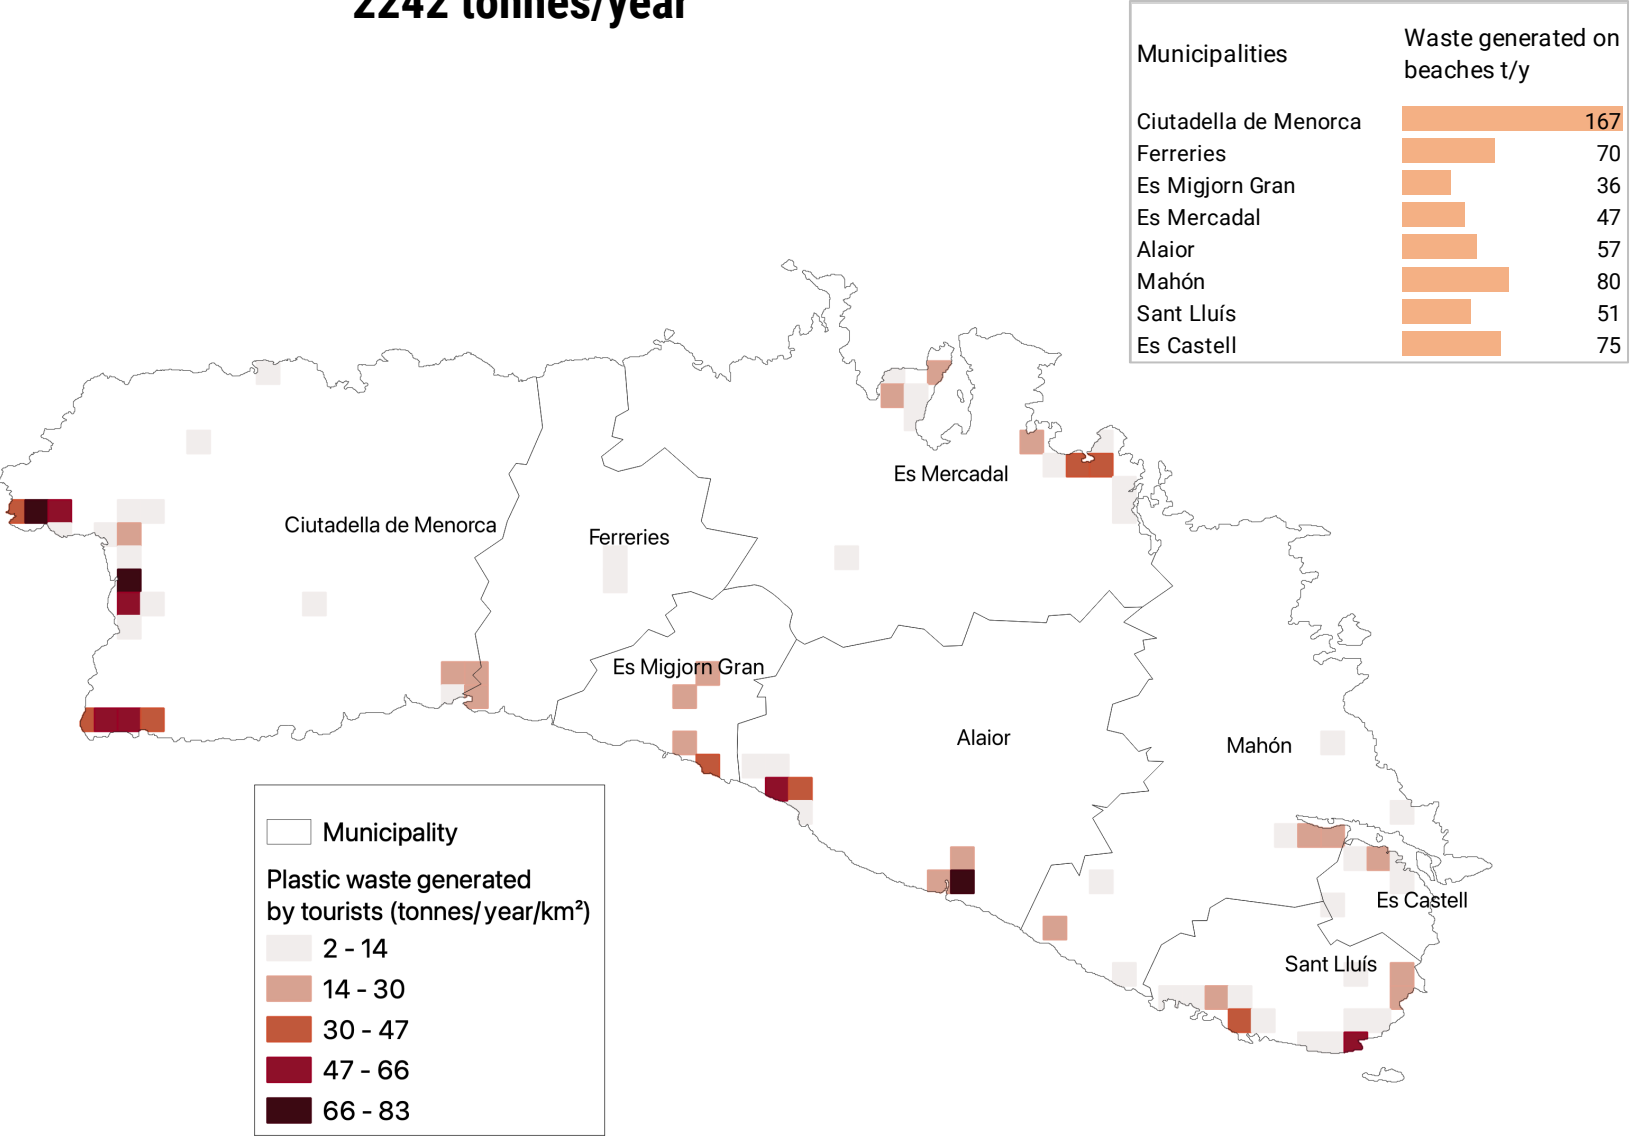 2242 tonnes/year
Municipalities
Waste generated on
beaches t/y
Ciutadella de Menorca 167
Ferreries 70
Es Migjorn Gran 36
Es Mercadal 47
Alaior 57
Mahón 80
Sant Lluís 51
Es Castell 75
Es Mercadal
Ciutadella de Menorca
Ferreries
Es Migjorn Gran
Alaior
Mahón
Es Castell
Sant Lluís
Municipality
Plastic waste generated
by tourists (tonnes/year/km²)
2 - 14
14 - 30
30 - 47
47 - 66
66 - 83